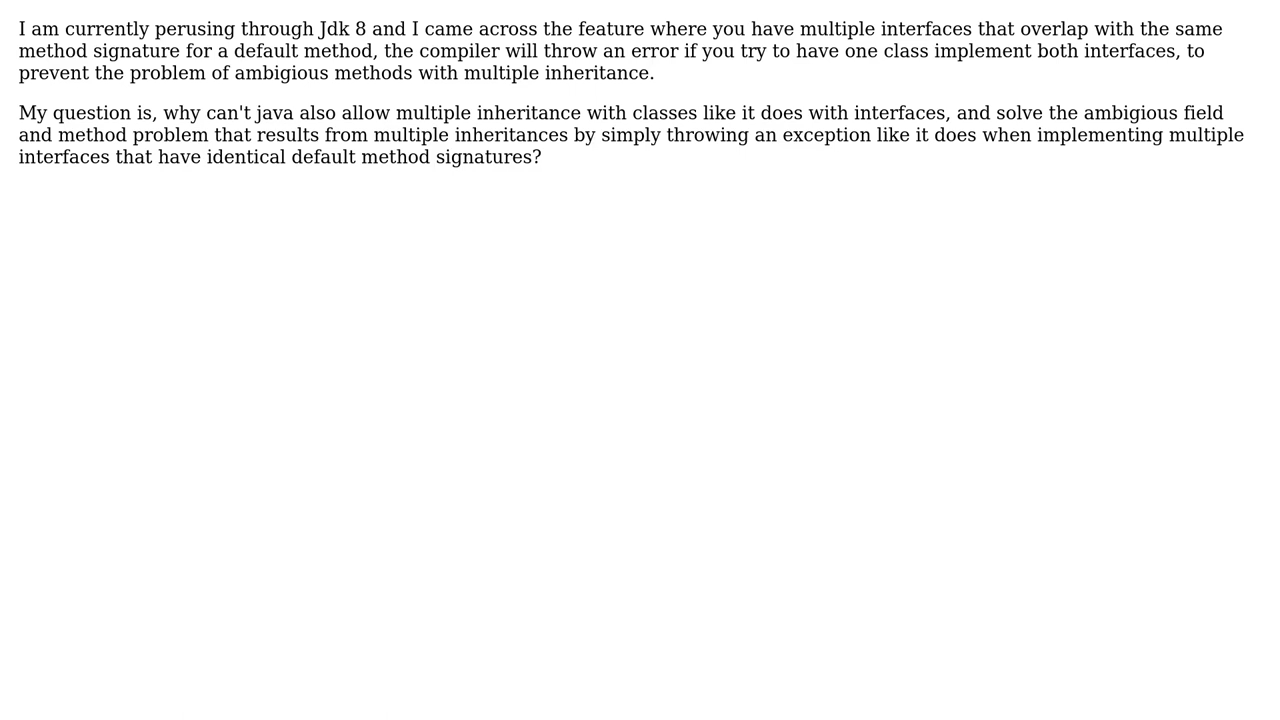 I am currently perusing through Jdk 8 and I came across the feature where you have multiple interfaces that overlap with the same
method signature for a default method, the compiler will throw an error if you try to have one class implement both interfaces, to
prevent the problem of ambigious methods with multiple inheritance.
My question is, why can't java also allow multiple inheritance with classes like it does with interfaces, and solve the ambigious field
and method problem that results from multiple inheritances by simply throwing an exception like it does when implementing multiple
interfaces that have identical default method signatures?